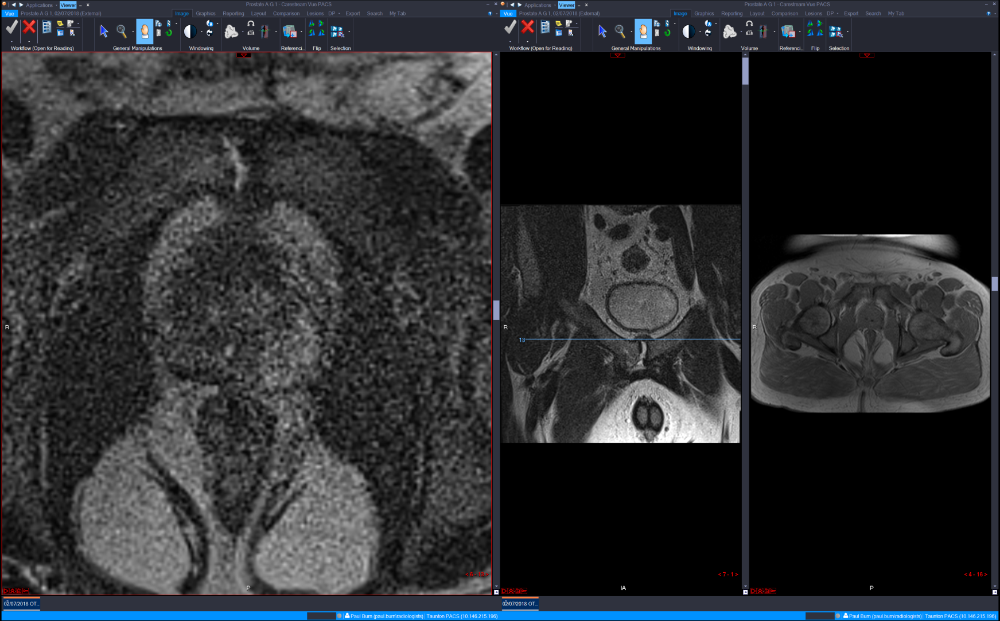 Applications Viewer x
Prostate A G 1 - Carestream Vue PACS
Vue Prostate A G 1, 02/07/2018 (External)
Image Graphics Reporting Layout Comparison Lesions DP Export Search My Tab
Workflow (Open for Reading) General Manipulations Windowing Volume Referenci... Flip Selection
R
P
< 6 - 13 >
02/07/2018 OT...
Paul Burn (paul.burn\radiologists) Taunton PACS (10.146.215.196)
Applications Viewer x
Prostate A G 1 - Carestream Vue PACS
Vue Prostate A G 1, 02/07/2018 (External)
Image Graphics Reporting Layout Comparison Lesions DP Export Search My Tab
Workflow (Open for Reading) General Manipulations Windowing Volume Referenci... Flip Selection
R
13
IA
< 7 - 1 >
R
P
< 4 - 16 >
02/07/2018 OT...
Paul Burn (paul.burn\radiologists) Taunton PACS (10.146.215.196)